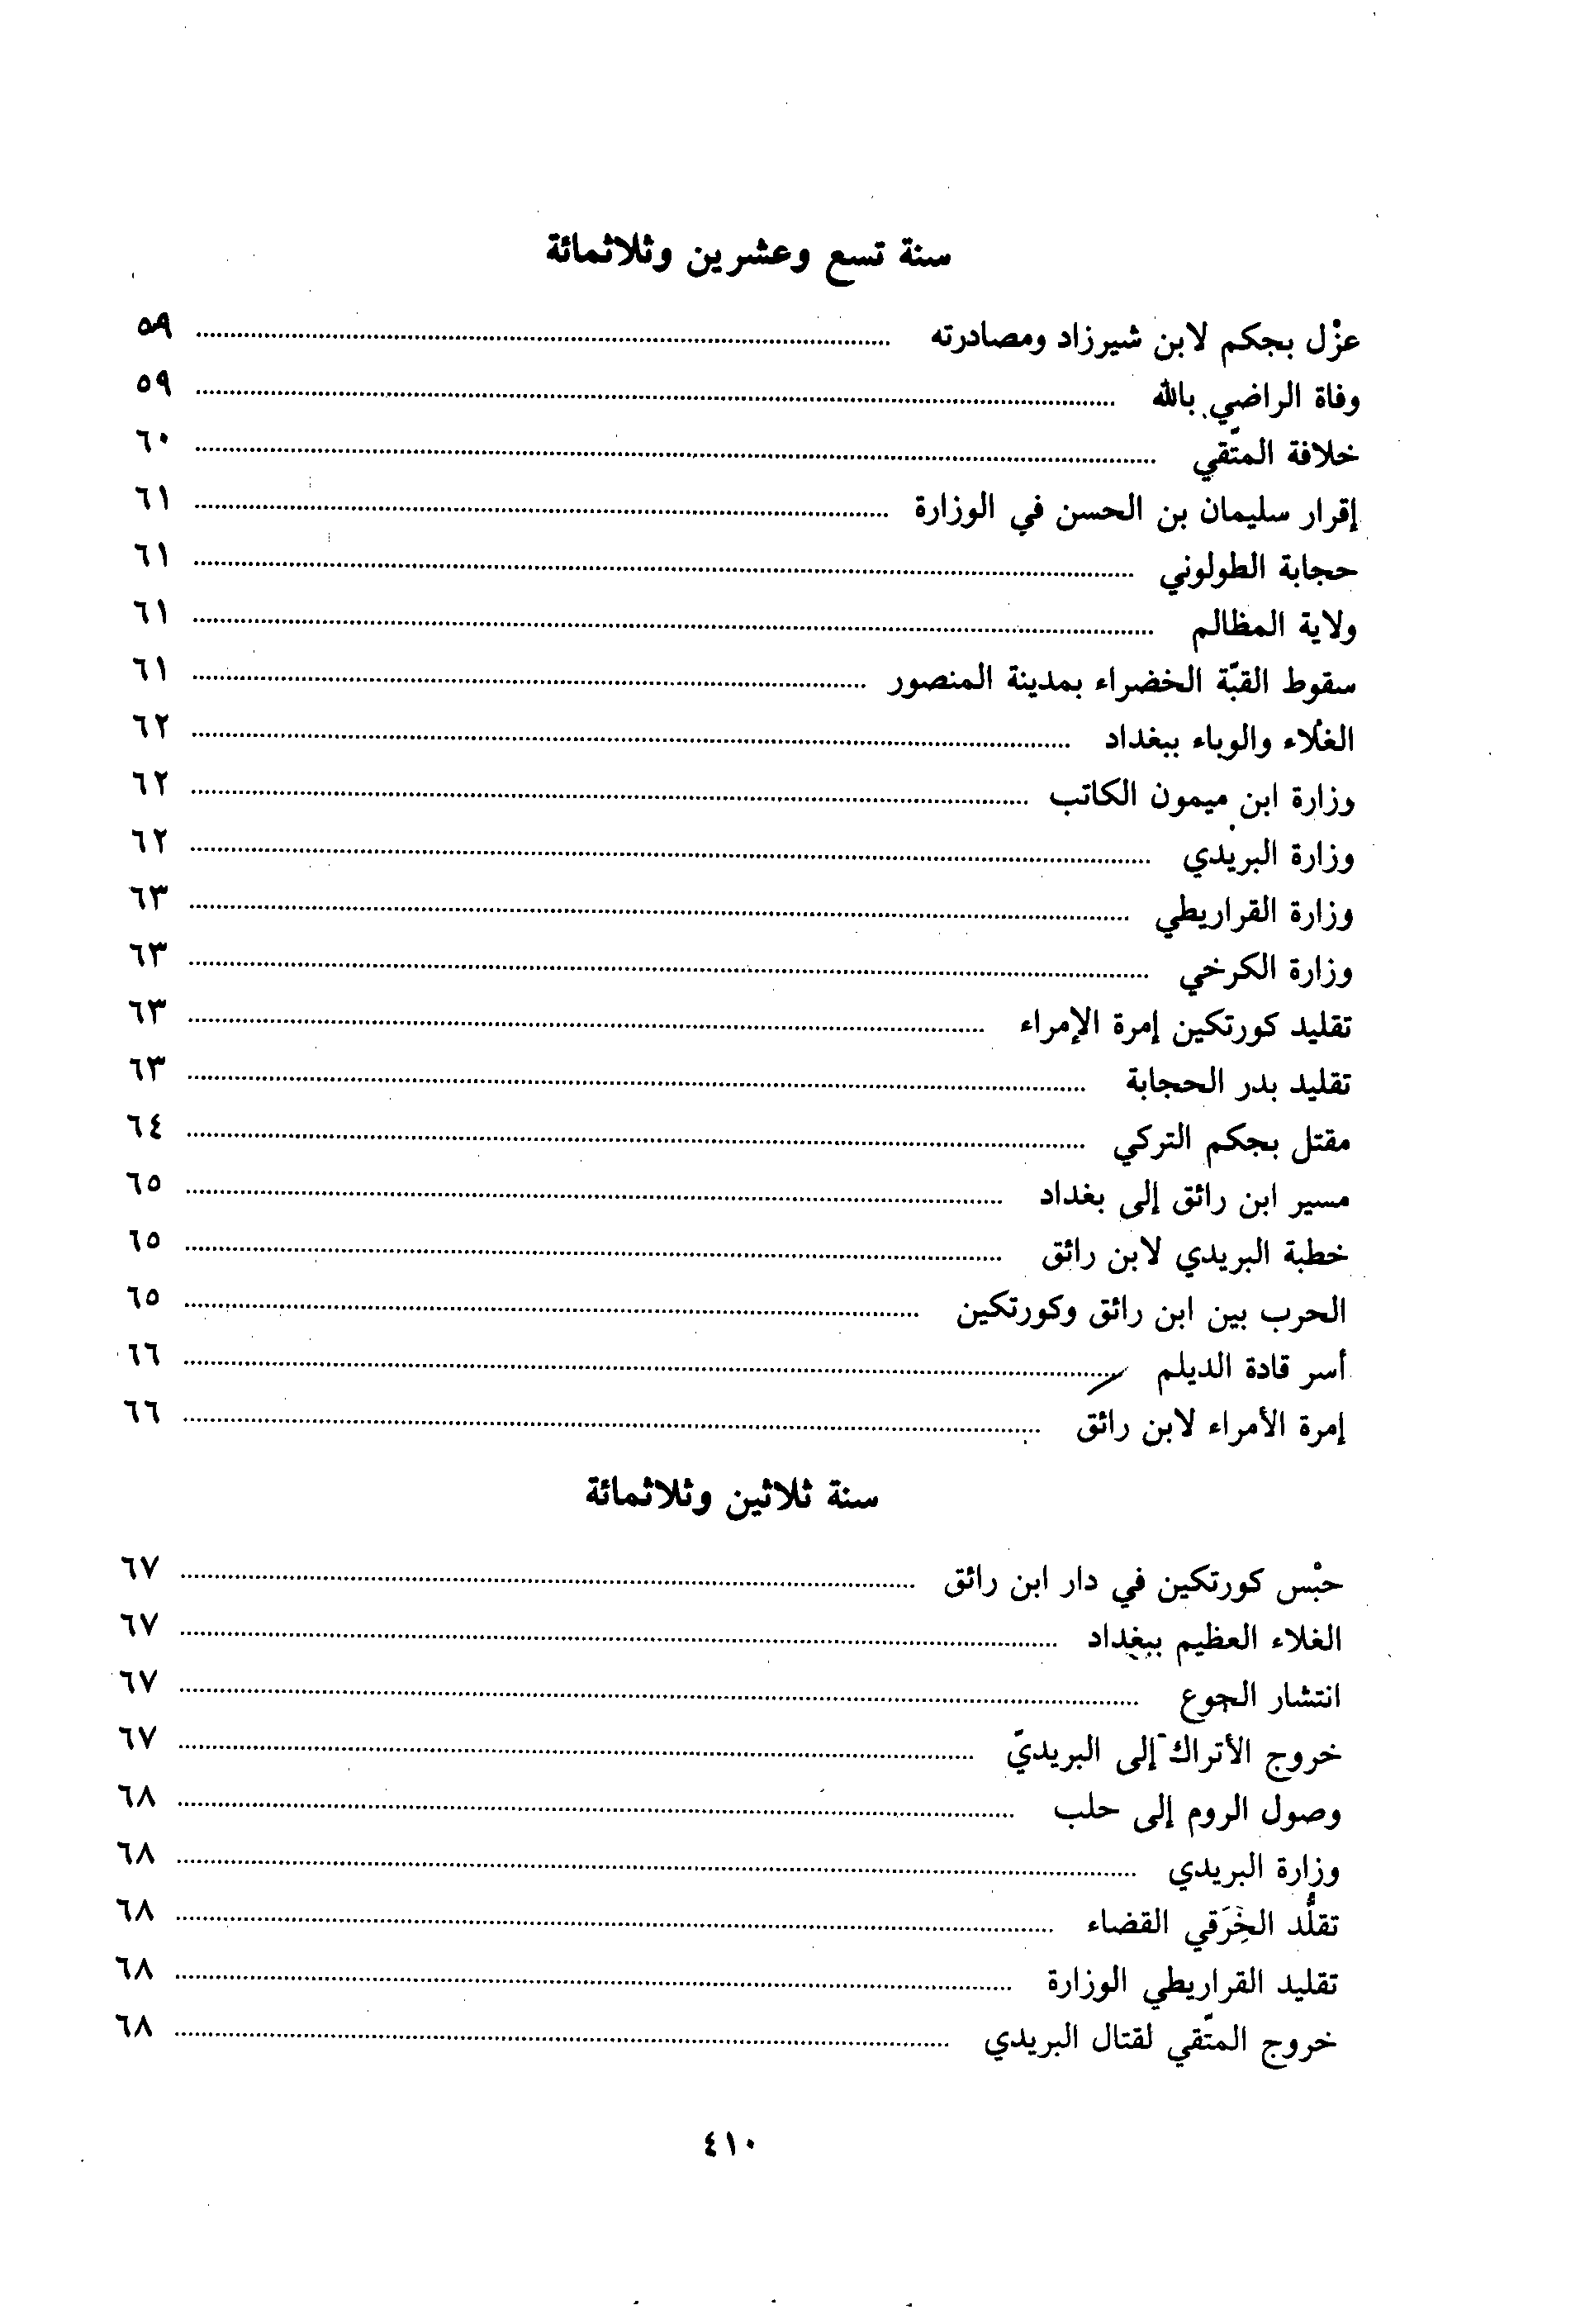 سنة تسع وعشرين وثلاثمائة
عزْل بجكم لابن شيرزاد ومصادرته ........ ٥٩
وفاة الراضي بالله ........ ٥٩
خلافة المتّقي ........ ٦٠
إقرار سليمان بن الحسن في الوزارة ........ ٦١
حجابة الطولوني ........ ٦١
ولاية المظالم ........ ٦١
سقوط القبّة الخضراء بمدينة المنصور ........ ٦١
الغلاء والوباء ببغداد ........ ٦٢
وزارة ابن ميمون الكاتب ........ ٦٢
وزارة البريدي ........ ٦٢
وزارة القراريطي ........ ٦٣
وزارة الكرخي ........ ٦٣
تقليد كورتكين إمرة الإمراء ........ ٦٣
تقليد بدر الحجابة ........ ٦٣
مقتل بجكم التركي ........ ٦٤
مسير ابن رائق إلى بغداد ........ ٦٥
خطبة البريدي لابن رائق ........ ٦٥
الحرب بين ابن رائق وكورتكين ........ ٦٥
أسر قادة الديلم ........ ٦٦
إمرة الأمراء لابن رائق ........ ٦٦
سنة ثلاثين وثلاثمائة
حبْس كورتكين في دار ابن رائق ........ ٦٧
الغلاء العظيم ببغداد ........ ٦٧
انتشار الجوع ........ ٦٧
خروج الأتراك إلى البريديّ ........ ٦٧
وصول الروم إلى حلب ........ ٦٨
وزارة البريدي ........ ٦٨
تقلُّد الخِرَقي القضاء ........ ٦٨
تقليد القراريطي الوزارة ........ ٦٨
خروج المتّقي لقتال البريدي ........ ٦٨
٤١٠